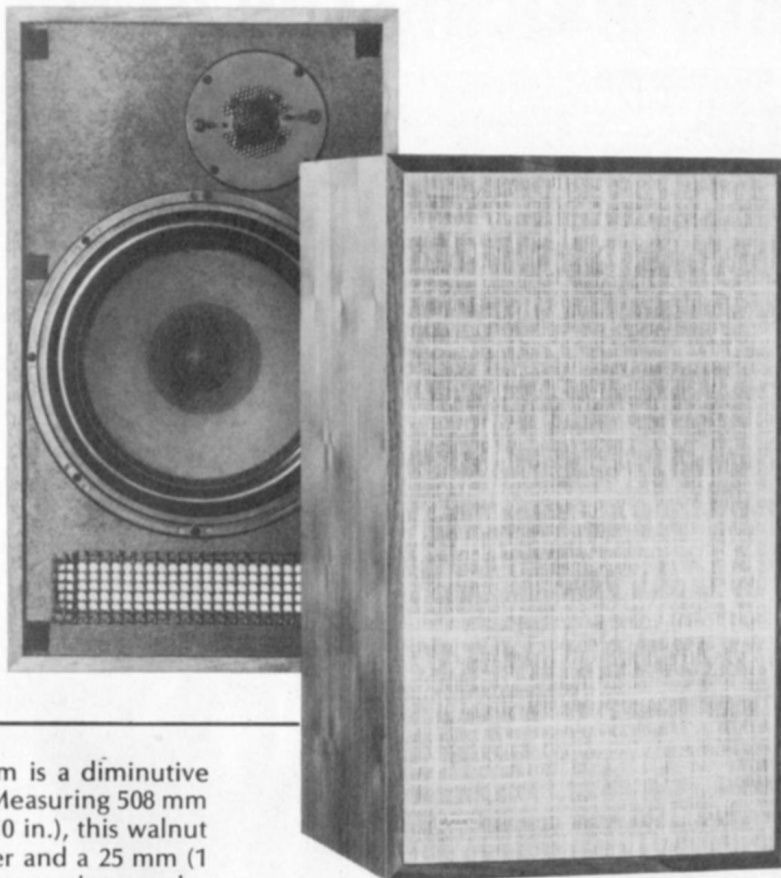 m is a diminutive
Measuring 508 mm
0 in.), this walnut
er and a 25 mm (1